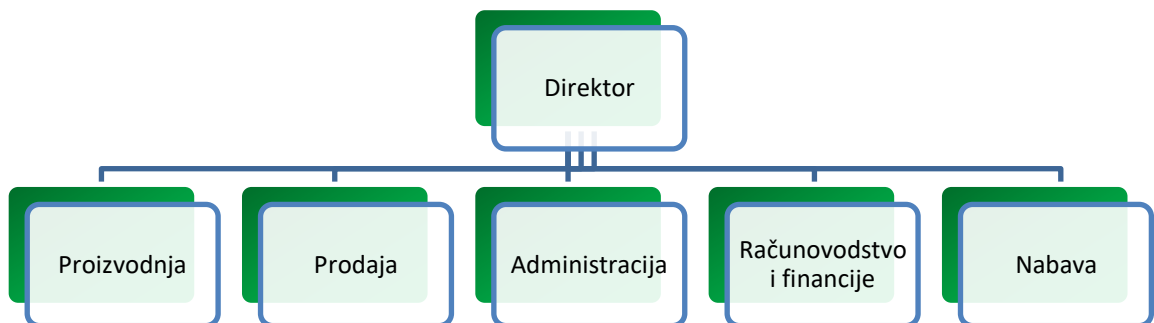 Direktor
Proizvodnja
Prodaja
Administracija
Računovodstvo
i financije
Nabava